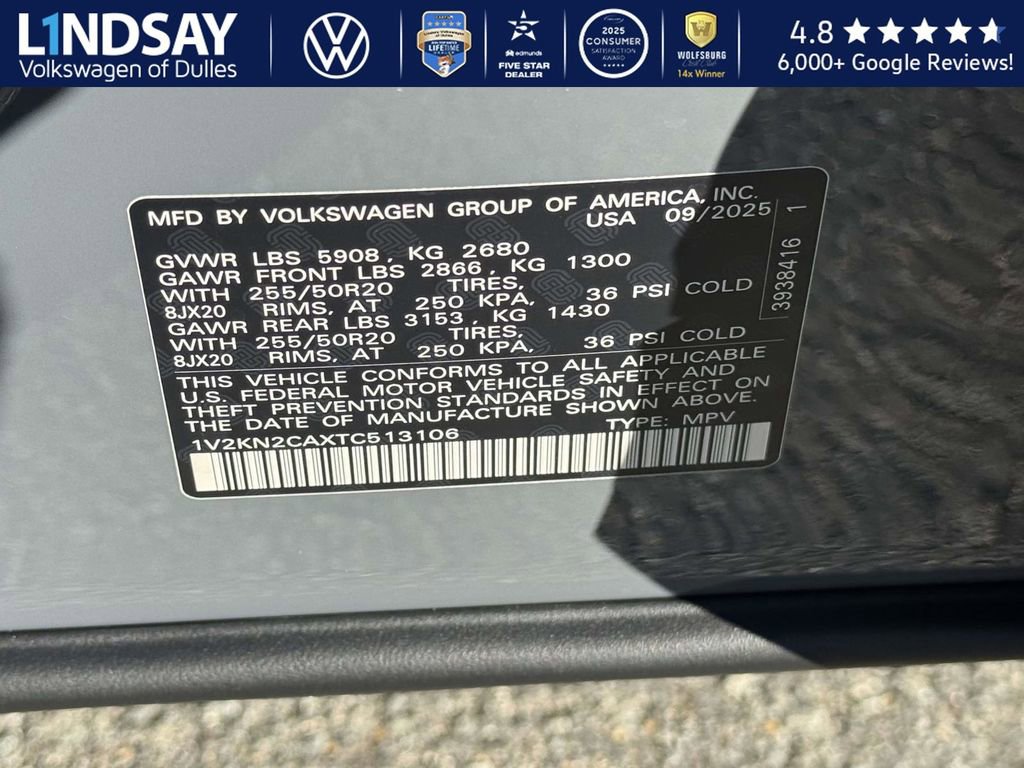 L1NDSAY
Volkswagen of Dulles
LIFETIME
edmunds
FIVE STAR
DEALER
2025
CONSUMER
SATISFACTION
AWARD
WOLFSBURG
Crest Club
14x Winner
4.8
6,000+ Google Reviews!
MFD BY VOLKSWAGEN GROUP OF AMERICA, INC.
USA 09/2025
GVWR LBS 5908, KG 2680
GAWR FRONT LBS 2866, KG 1300
WITH 255/50R20 TIRES,
8JX20 RIMS, AT 250 KPA, 36 PSI COLD
GAWR REAR LBS 3153, KG 1430
WITH 255/50R20 TIRES,
8JX20 RIMS, AT 250 KPA, 36 PSI COLD
3938416 1
THIS VEHICLE CONFORMS TO ALL APPLICABLE
U.S. FEDERAL MOTOR VEHICLE SAFETY AND
THEFT PREVENTION STANDARDS IN EFFECT ON
THE DATE OF MANUFACTURE SHOWN ABOVE.
1V2KN2CAXTC513106 TYPE: MPV